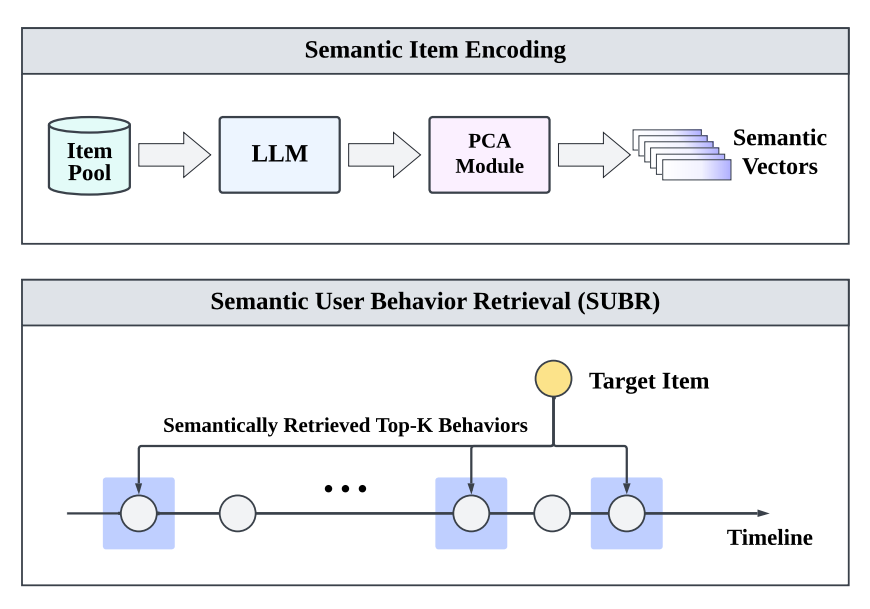 Semantic Item Encoding
Item
Pool
LLM
PCA
Module
Semantic
Vectors
Semantic User Behavior Retrieval (SUBR)
Target Item
Semantically Retrieved Top-K Behaviors
Timeline